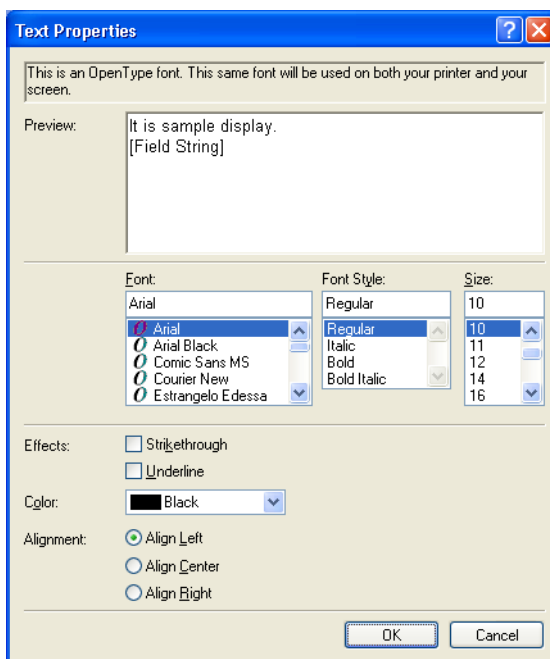 Text Properties
This is an OpenType font. This same font will be used on both your printer and your
screen.
Preview:
It is sample display.
[Field String]
Font:
Font Style:
Size:
Arial
Regular
10
Arial
Arial Black
Comic Sans MS
Courier New
Estrangelo Edessa
Regular
Italic
Bold
Bold Italic
10
11
12
14
16
Effects:
Strikethrough
Underline
Color:
Black
Alignment:
Align Left
Align Center
Align Right
OK
Cancel